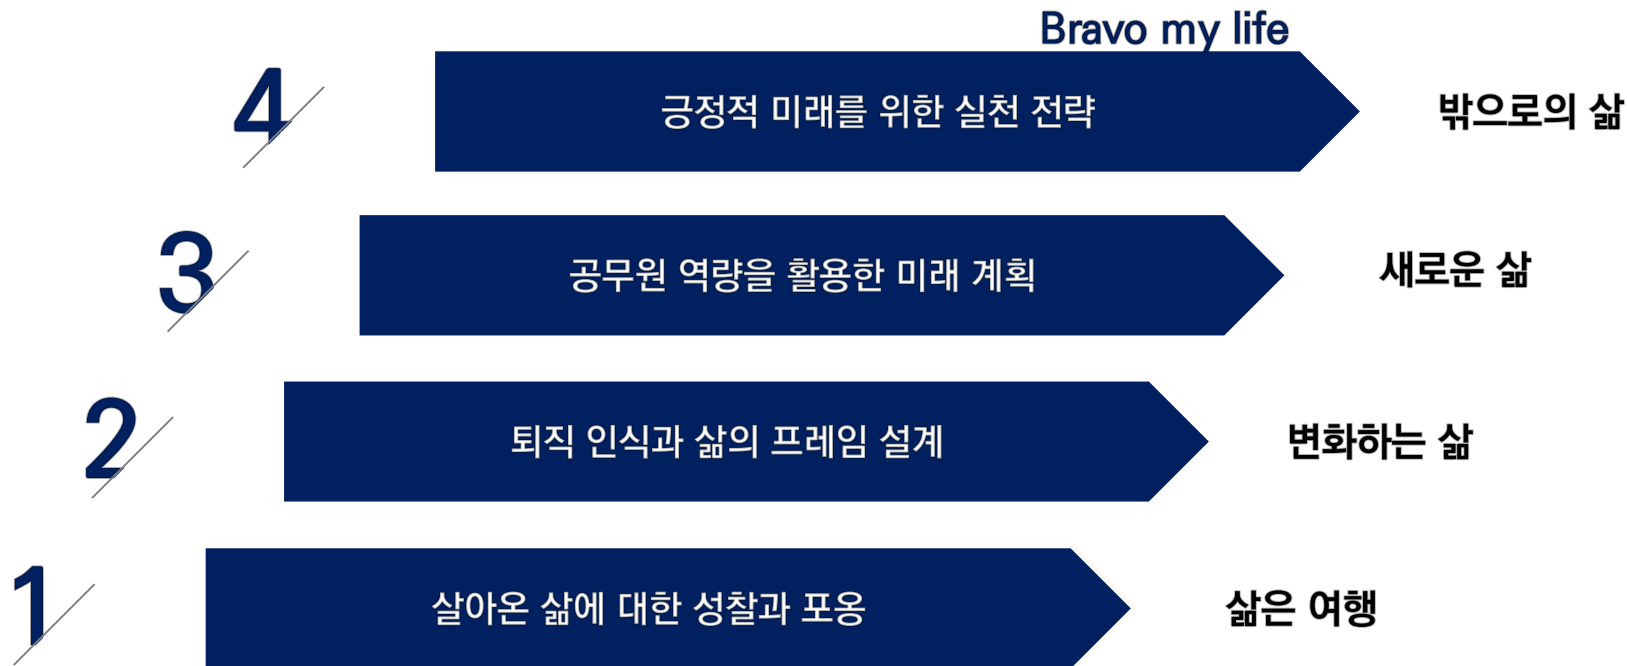 Bravo my life
4 긍정적 미래를 위한 실천 전략 밖으로의 삶
3 공무원 역량을 활용한 미래 계획 새로운 삶
2 퇴직 인식과 삶의 프레임 설계 변화하는 삶
1 살아온 삶에 대한 성찰과 포옹 삶은 여행